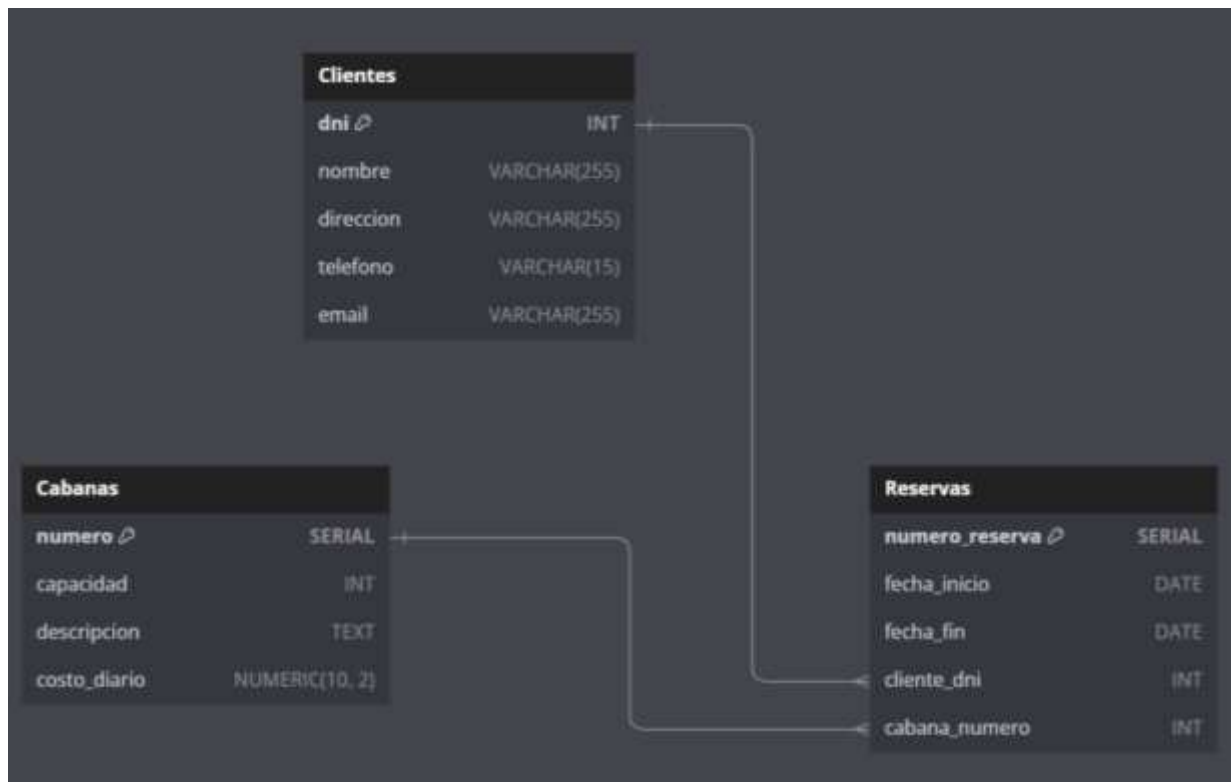 Clientes
dni INT
nombre VARCHAR(255)
direccion VARCHAR(255)
telefono VARCHAR(15)
email VARCHAR(255)
Cabanas
numero SERIAL
capacidad INT
descripcion TEXT
costo_diario NUMERIC(10, 2)
Reservas
numero_reserva SERIAL
fecha_inicio DATE
fecha_fin DATE
cliente_dni INT
cabana_numero INT